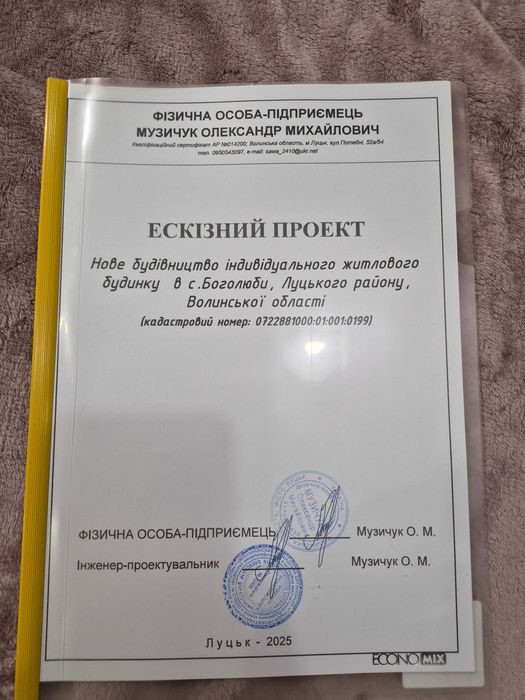 ФІЗИЧНА ОСОБА-ПІДПРИЄМЕЦЬ
МУЗИЧУК ОЛЕКСАНДР МИХАЙЛОВИЧ
Кваліфікаційний сертифікат АР №014200; Волинська область, м.Луцьк, вул.Потебні, 52а/54
тел. 0950543097, e-mail: sawa_2410@ukr.net
ЕСКІЗНИЙ ПРОЕКТ
Нове будівництво індивідуального житлового
будинку в с.Боголюби, Луцького району,
Волинської області
(кадастровий номер: 0722881000:01:001:0199)
ФІЗИЧНА ОСОБА-ПІДПРИЄМЕЦЬ Музичук О. М.
Інженер-проектувальник Музичук О. М.
Луцьк - 2025
ECONOMIX